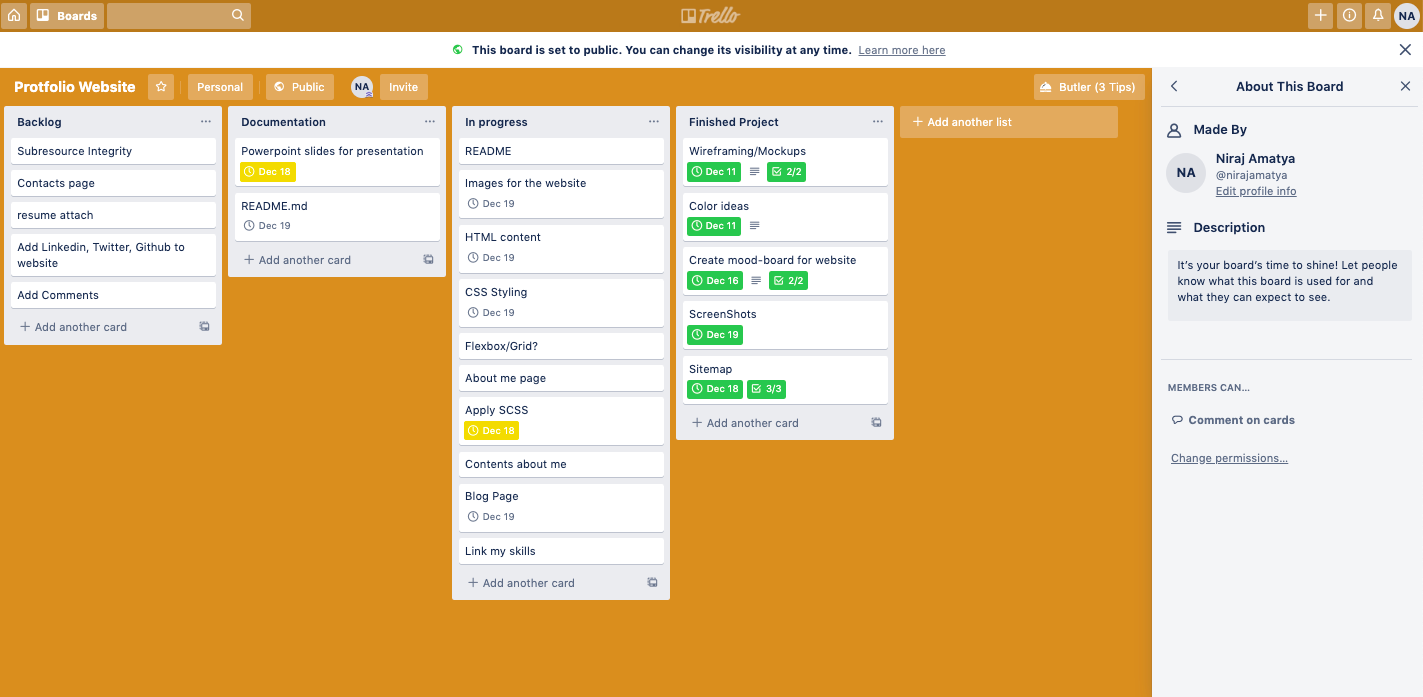 Boards
Trello
NA
This board is set to public. You can change its visibility at any time. Learn more here
Protfolio Website
Personal
Public
NA
Invite
Butler (3 Tips)
Backlog
Subresource Integrity
Contacts page
resume attach
Add Linkedin, Twitter, Github to
website
Add Comments
Add another card
Documentation
Powerpoint slides for presentation
Dec 18
README.md
Dec 19
Add another card
In progress
README
Images for the website
Dec 19
HTML content
Dec 19
CSS Styling
Dec 19
Flexbox/Grid?
About me page
Apply SCSS
Dec 18
Contents about me
Blog Page
Dec 19
Link my skills
Add another card
Finished Project
Wireframing/Mockups
Dec 11 2/2
Color ideas
Dec 11
Create mood-board for website
Dec 16 2/2
ScreenShots
Dec 19
Sitemap
Dec 18 3/3
Add another card
Add another list
About This Board
Made By
NA
Niraj Amatya
@nirajamatya
Edit profile info
Description
It's your board's time to shine! Let people
know what this board is used for and
what they can expect to see.
MEMBERS CAN...
Comment on cards
Change permissions...